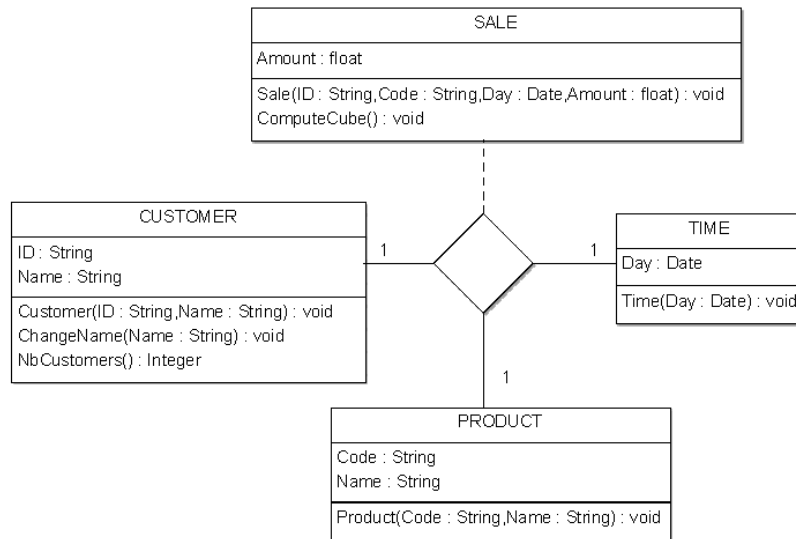 SALE
Amount : float
Sale(ID : String,Code : String,Day : Date,Amount : float) : void
ComputeCube() : void
CUSTOMER
ID : String
Name : String
Customer(ID : String,Name : String) : void
ChangeName(Name : String) : void
NbCustomers() : Integer
1
1
TIME
Day : Date
Time(Day : Date) : void
1
PRODUCT
Code : String
Name : String
Product(Code : String,Name : String) : void